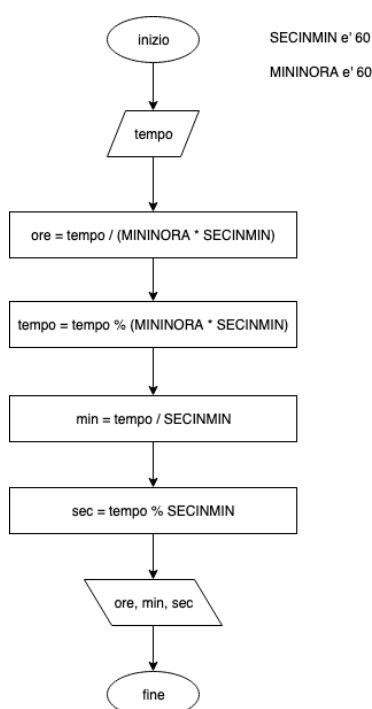 inizio
SECINMIN e' 60
MININORA e' 60
tempo
ore = tempo / (MININORA * SECINMIN)
tempo = tempo % (MININORA * SECINMIN)
min = tempo / SECINMIN
sec = tempo % SECINMIN
ore, min, sec
fine